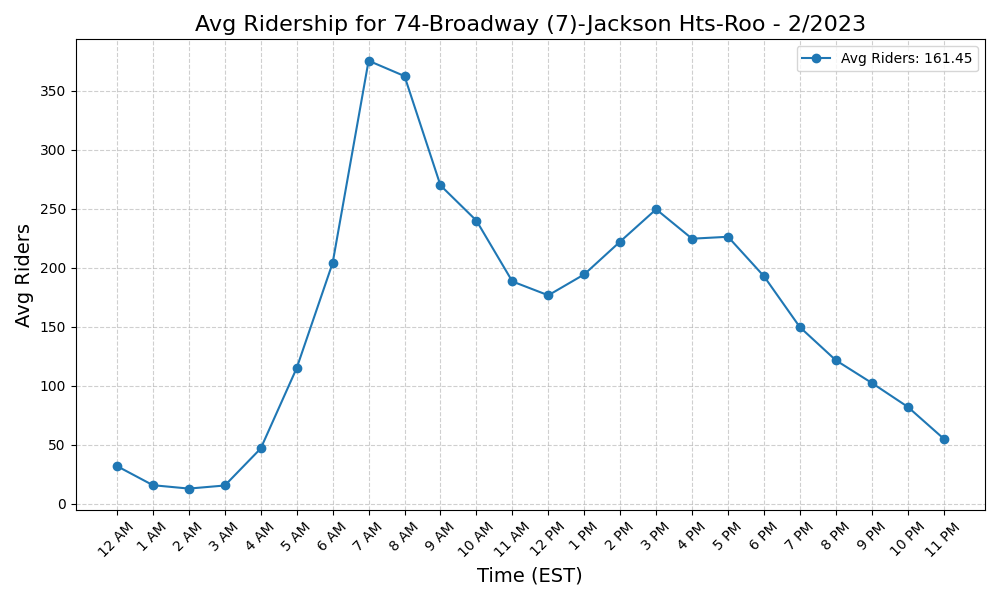 Avg Ridership for 74-Broadway (7)-Jackson Hts-Roo - 2/2023
Avg Riders: 161.45
Avg Riders
350
300
250
200
150
100
50
0
12 AM
1 AM
2 AM
3 AM
4 AM
5 AM
6 AM
7 AM
8 AM
9 AM
10 AM
11 AM
12 PM
1 PM
2 PM
3 PM
4 PM
5 PM
6 PM
7 PM
8 PM
9 PM
10 PM
11 PM
Time (EST)